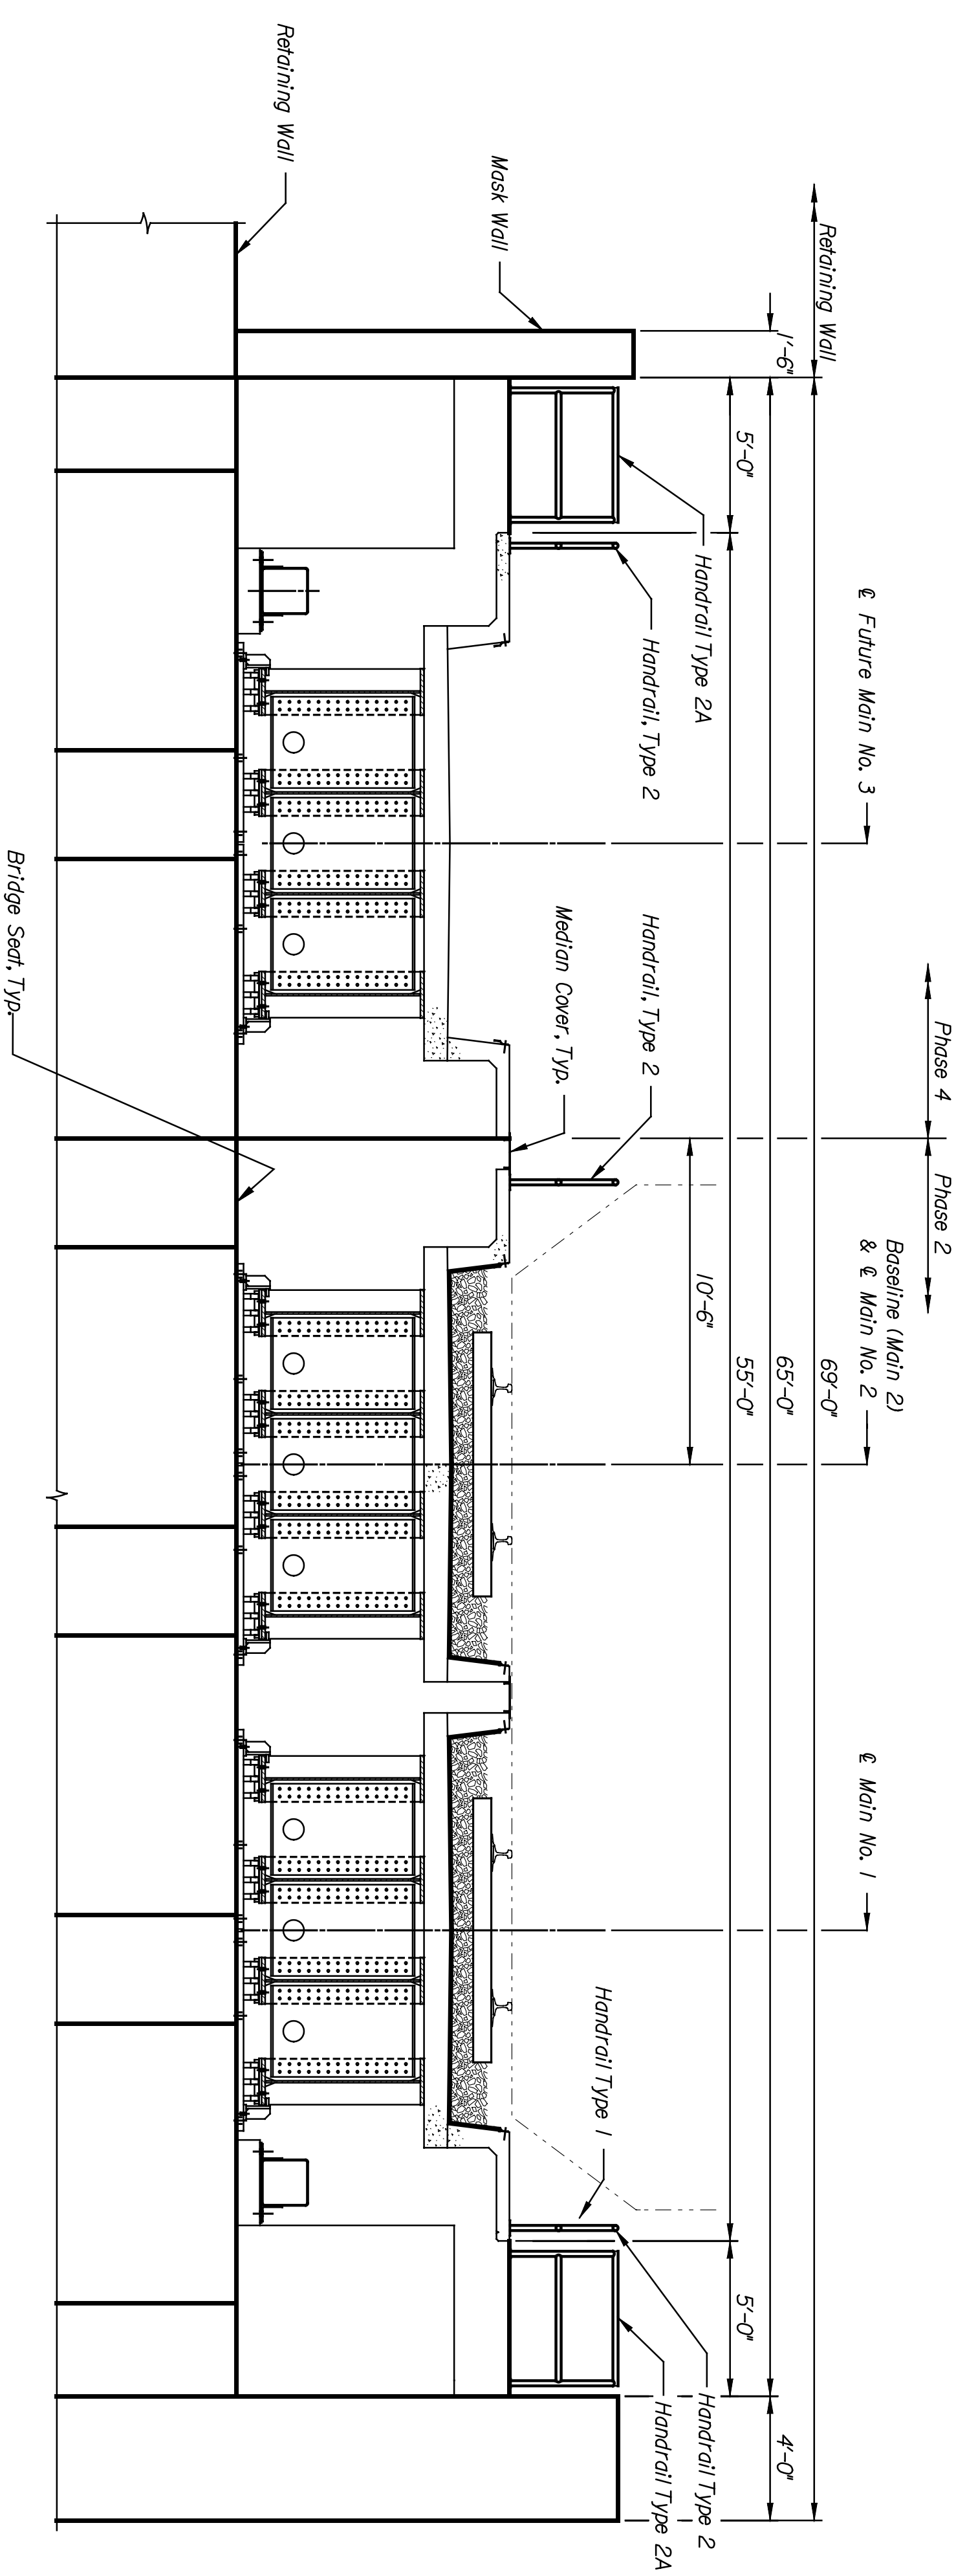 Phase 4
Phase 2
Baseline (Main 2)
& ℄ Main No. 2
℄ Future Main No. 3
℄ Main No. 1
Retaining Wall
69'-0"
1'-6"
65'-0"
4'-0"
5'-0"
55'-0"
5'-0"
10'-6"
Handrail Type 2A
Handrail, Type 2
Handrail, Type 2
Median Cover, Typ.
Handrail Type 1
Handrail Type 2
Handrail Type 2A
Mask Wall
Retaining Wall
Bridge Seat, Typ.